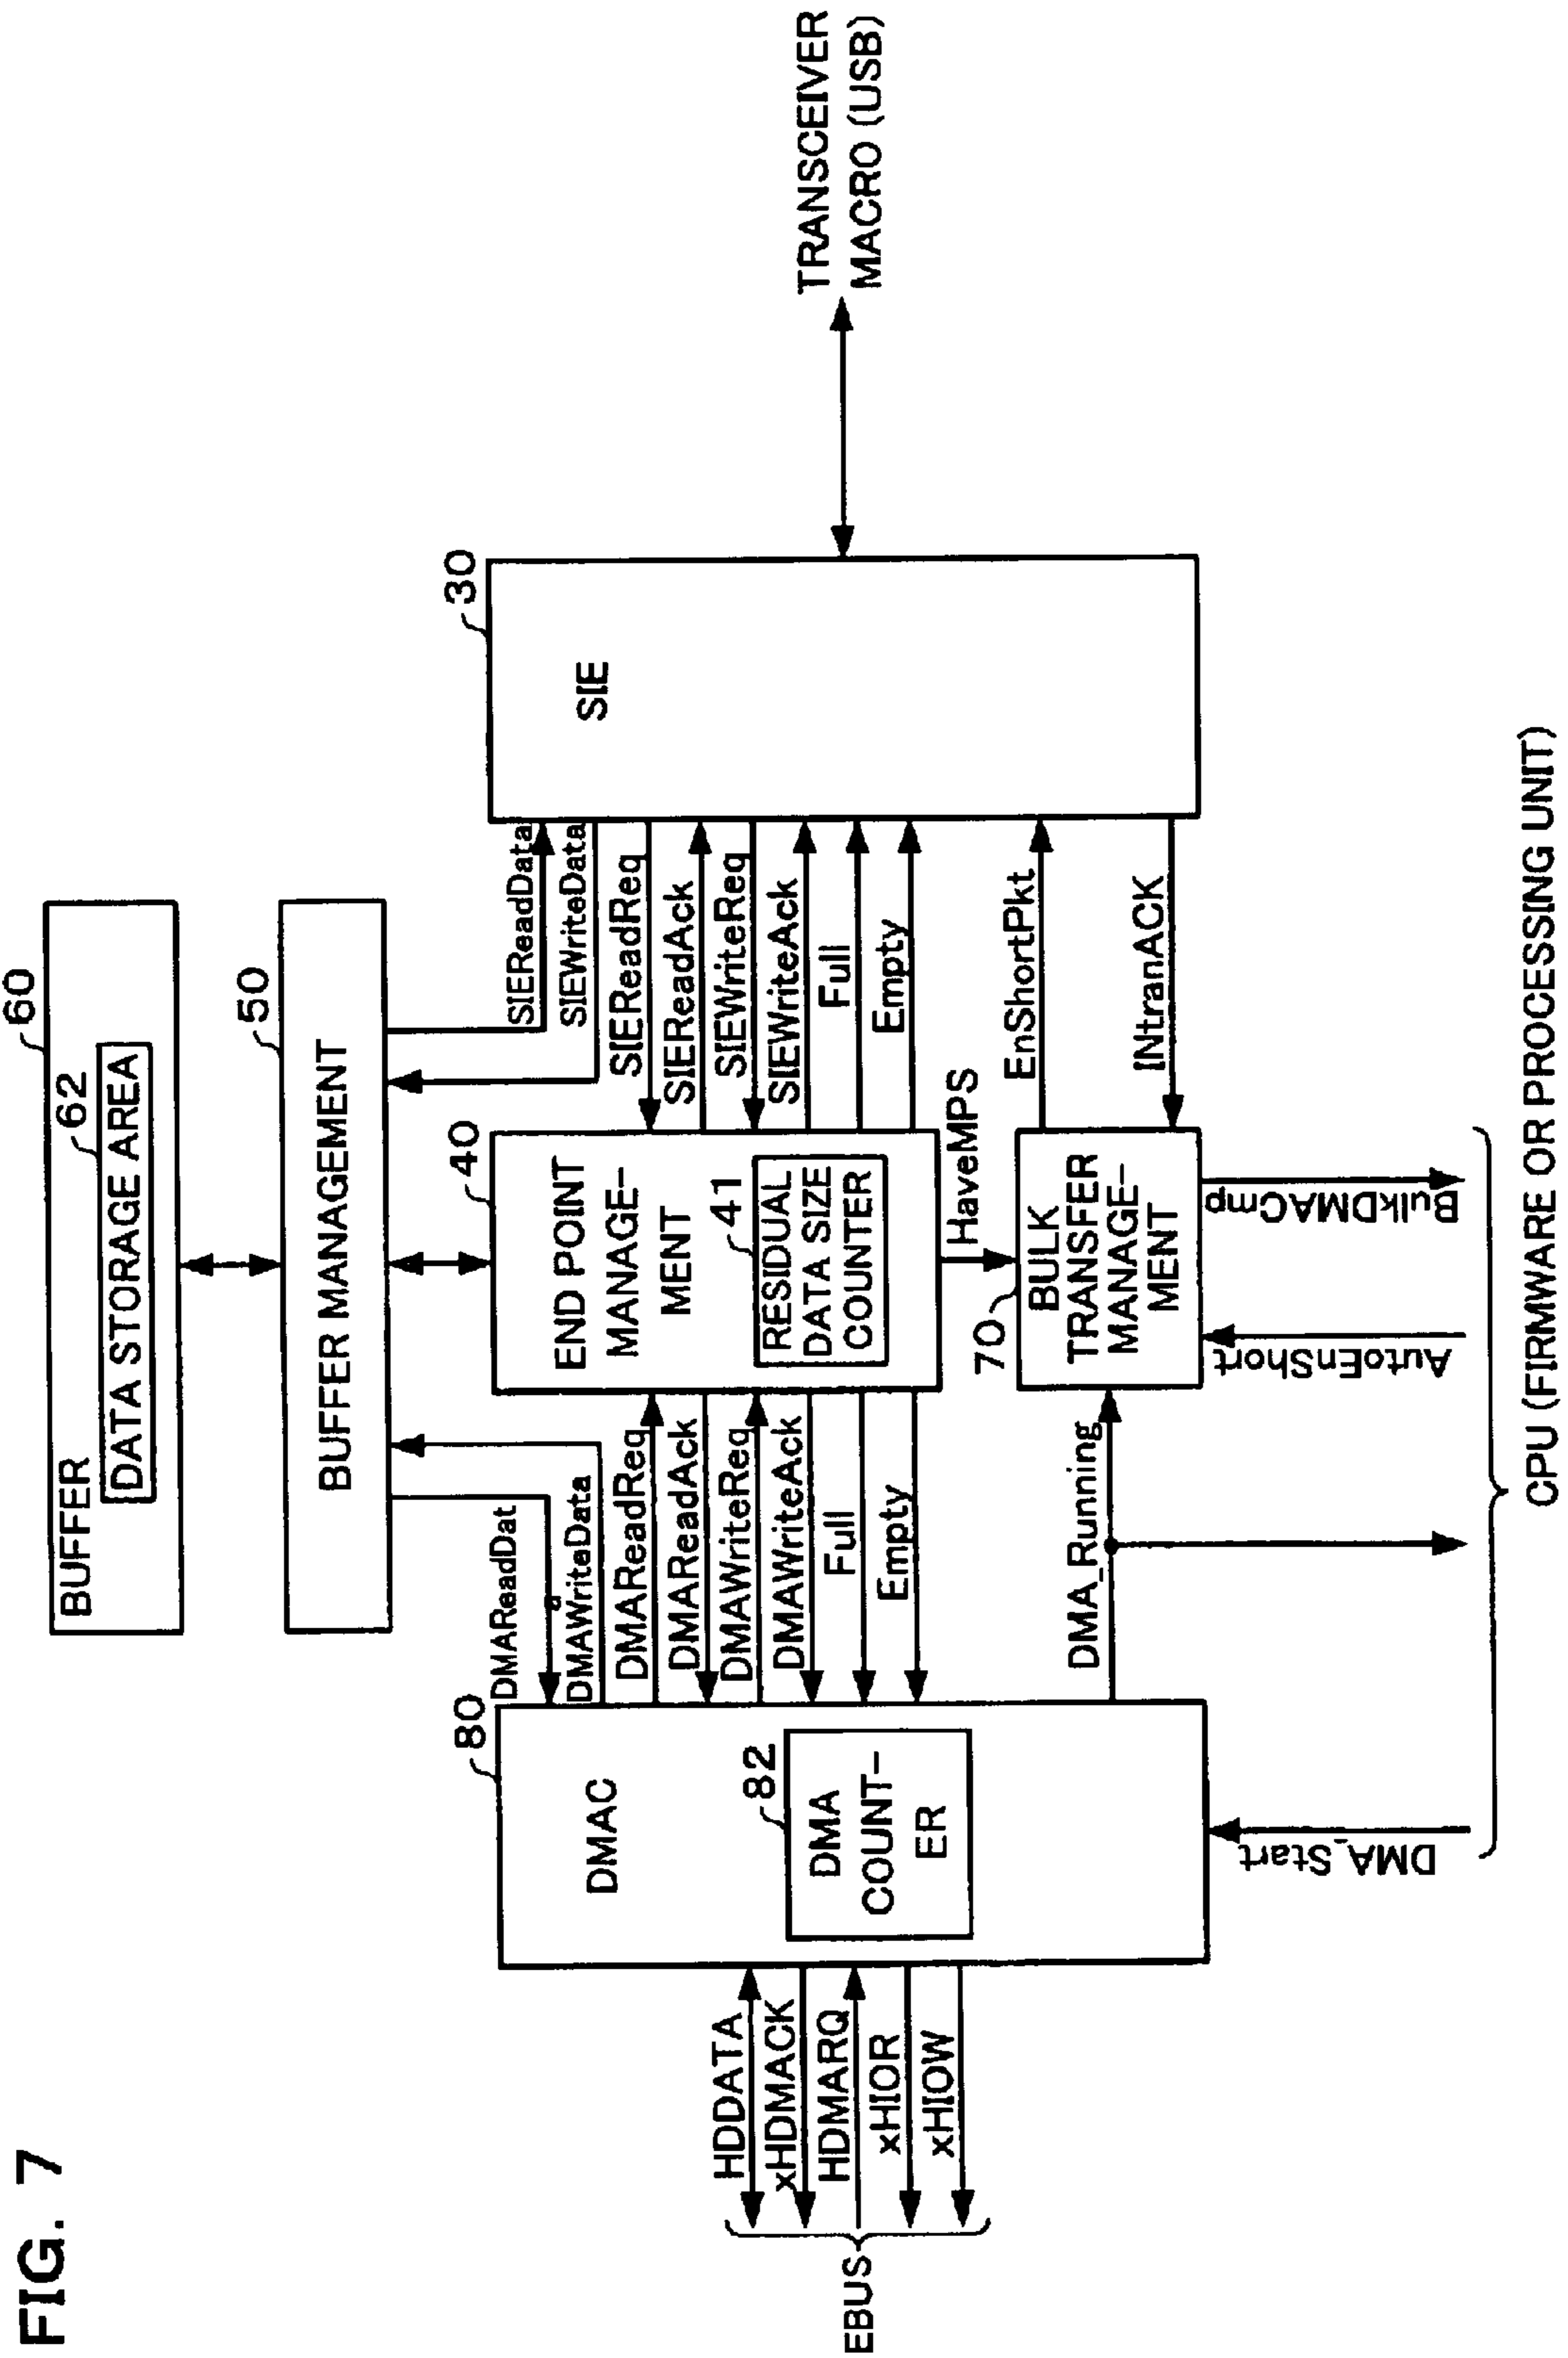 FIG. 7
60
BUFFER
62
DATA STORAGE AREA
50
BUFFER MANAGEMENT
DMAReadDat
a
DMAWriteData
SIEReadData
SIEWriteData
80
DMAC
82
DMA
COUNT-
ER
DMAReadReq
DMAReadAck
DMAWriteReq
DMAWriteAck
Full
Empty
40
END POINT
MANAGE-
MENT
41
RESIDUAL
DATA SIZE
COUNTER
SIEReadReq
SIEReadAck
SIEWriteReq
SIEWriteAck
Full
Empty
30
SIE
TRANSCEIVER
MACRO (USB)
HDDATA
xHDMACK
HDMARQ
xHIOR
xHIOW
EBUS
DMA_Running
HaveMPS
70
BULK
TRANSFER
MANAGE-
MENT
EnShortPkt
INtranACK
DMA_Start
AutoEnShort
BulkDMACmp
CPU (FIRMWARE OR PROCESSING UNIT)